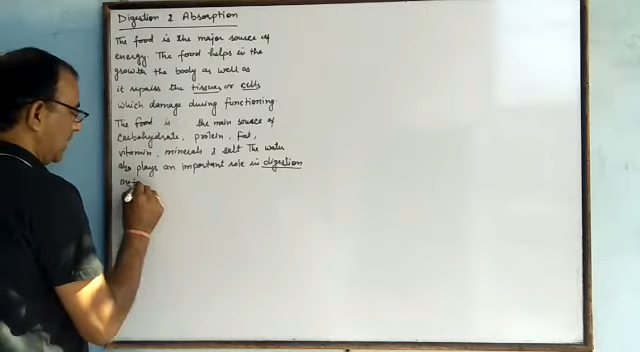 Digestion & Absorption
The food is the major source of
energy. The food helps in the
growth the body as well as
it repairs the tissues or cells
which damage during functioning.
The food is the main source of
carbohydrate, protein, Fat,
vitamin, minerals & salt The water
also plays an important role in digestion